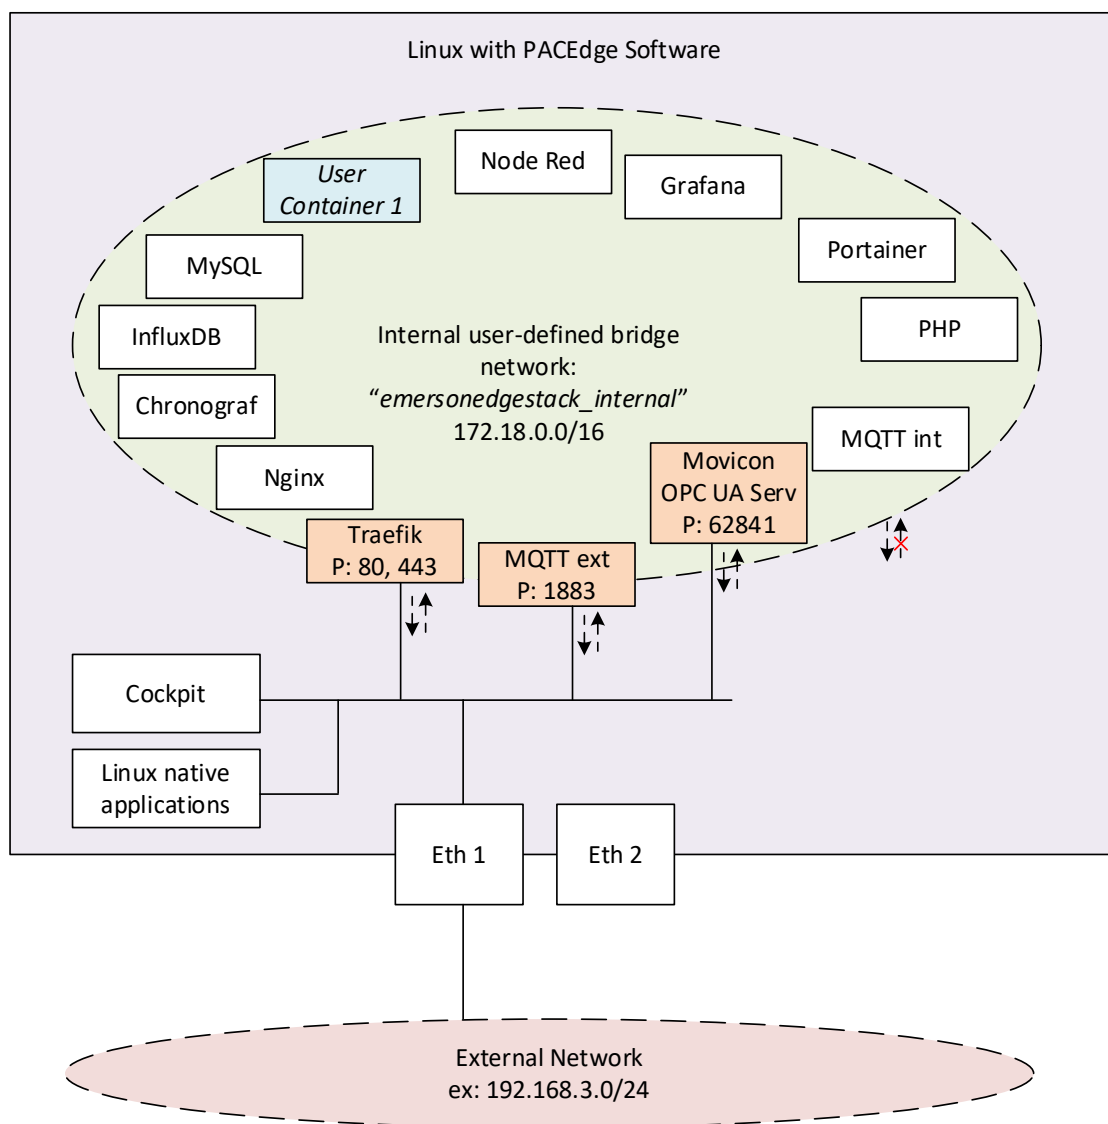 Linux with PACEdge Software
User
Container 1
Node Red
Grafana
MySQL
Portainer
InfluxDB
PHP
Internal user-defined bridge
network:
“emersonedgestack_internal”
172.18.0.0/16
Chronograf
MQTT int
Nginx
Movicon
OPC UA Serv
P: 62841
Traefik
P: 80, 443
MQTT ext
P: 1883
Cockpit
Linux native
applications
Eth 1
Eth 2
External Network
ex: 192.168.3.0/24